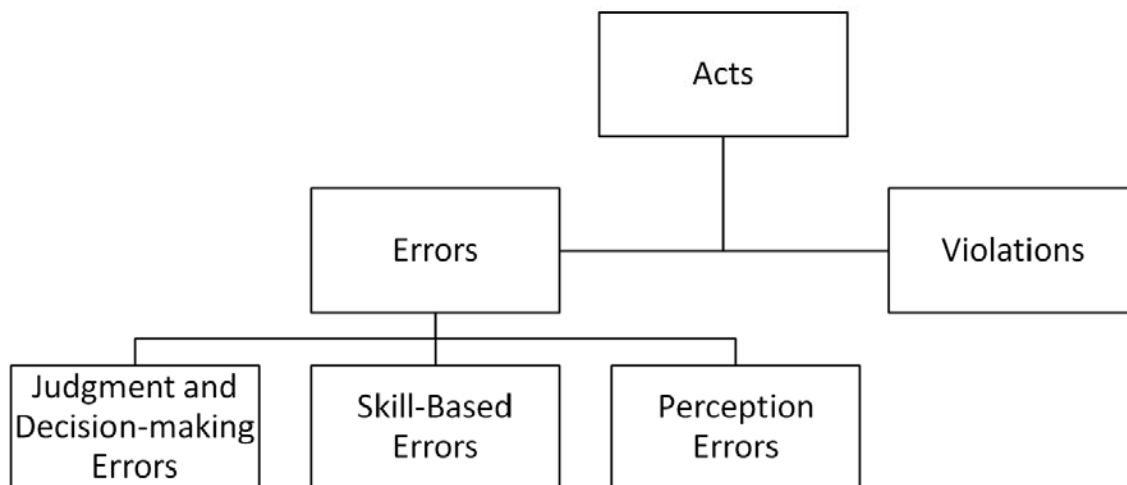 Acts
Errors
Violations
Judgment and
Decision-making
Errors
Skill-Based
Errors
Perception
Errors